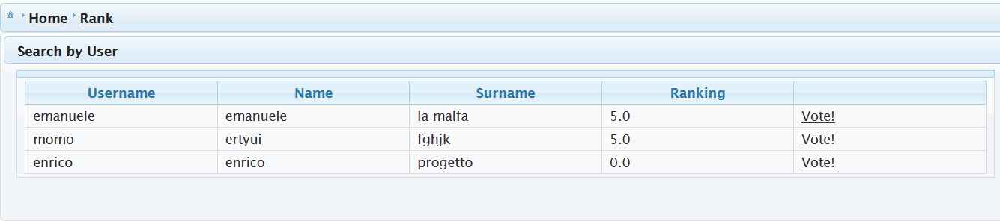 Home Rank
Search by User
Username Name Surname Ranking
emanuele emanuele la malfa 5.0 Vote!
momo ertyui fghjk 5.0 Vote!
enrico enrico progetto 0.0 Vote!